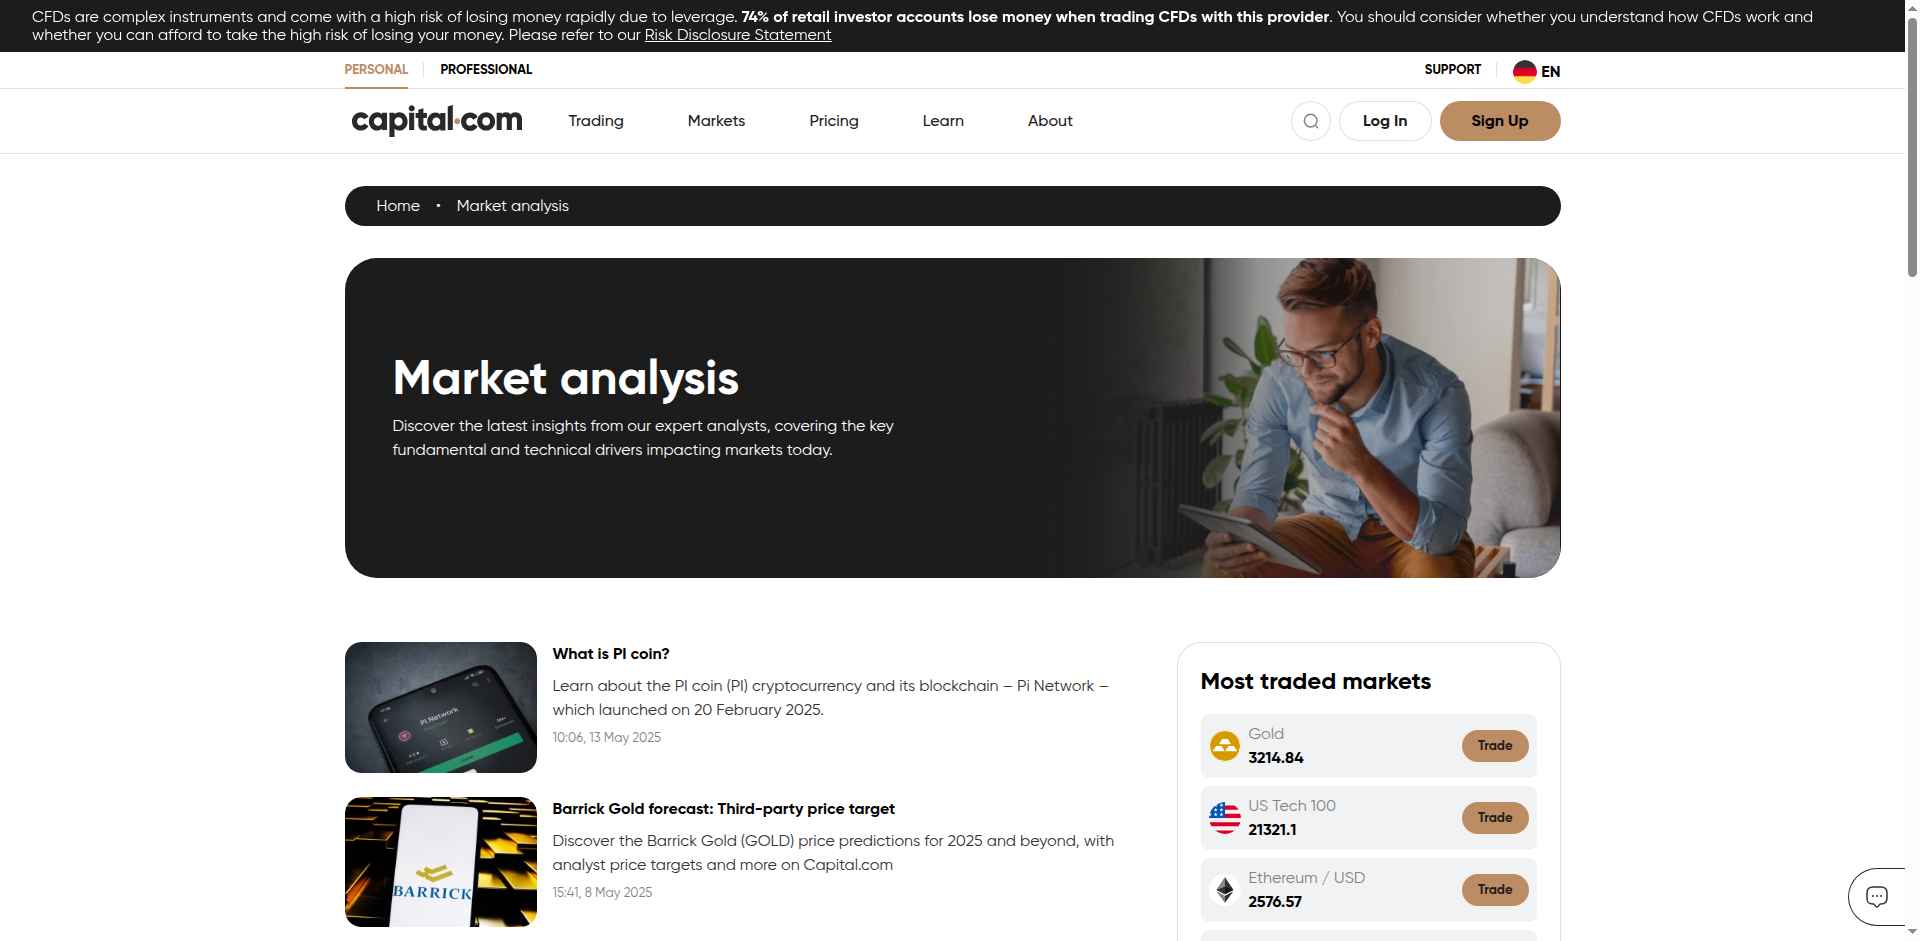 CFDs are complex instruments and come with a high risk of losing money rapidly due to leverage. 74% of retail investor accounts lose money when trading CFDs with this provider. You should consider whether you understand how CFDs work and
whether you can afford to take the high risk of losing your money. Please refer to our Risk Disclosure Statement
PERSONAL PROFESSIONAL SUPPORT EN
capital.com Trading Markets Pricing Learn About Log In Sign Up
Home • Market analysis
Market analysis
Discover the latest insights from our expert analysts, covering the key
fundamental and technical drivers impacting markets today.
What is PI coin?
Learn about the PI coin (PI) cryptocurrency and its blockchain – Pi Network –
which launched on 20 February 2025.
10:06, 13 May 2025
Pi Network
Barrick Gold forecast: Third-party price target
Discover the Barrick Gold (GOLD) price predictions for 2025 and beyond, with
analyst price targets and more on Capital.com
15:41, 8 May 2025
BARRICK
Most traded markets
Gold
3214.84
Trade
US Tech 100
21321.1
Trade
Ethereum / USD
2576.57
Trade